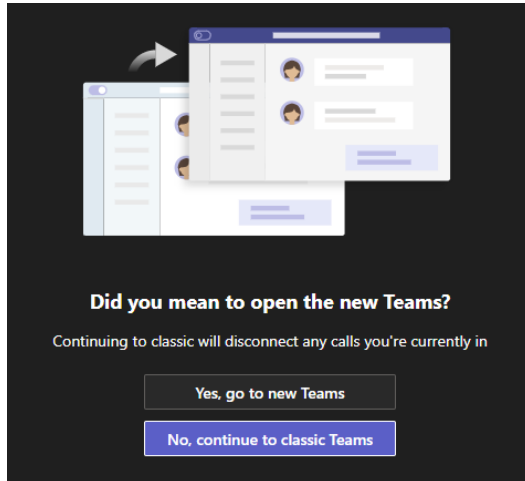 Did you mean to open the new Teams?
Continuing to classic will disconnect any calls you're currently in
Yes, go to new Teams
No, continue to classic Teams